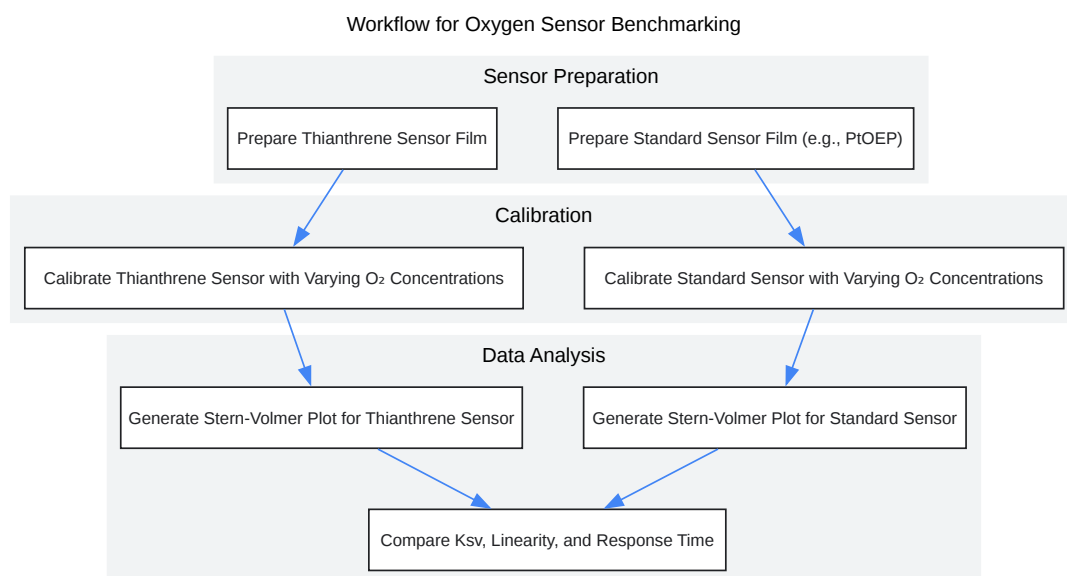 Workflow for Oxygen Sensor Benchmarking
Sensor Preparation
Prepare Thianthrene Sensor Film
Prepare Standard Sensor Film (e.g., PtOEP)
Calibration
Calibrate Thianthrene Sensor with Varying O₂ Concentrations
Calibrate Standard Sensor with Varying O₂ Concentrations
Data Analysis
Generate Stern-Volmer Plot for Thianthrene Sensor
Generate Stern-Volmer Plot for Standard Sensor
Compare Ksv, Linearity, and Response Time